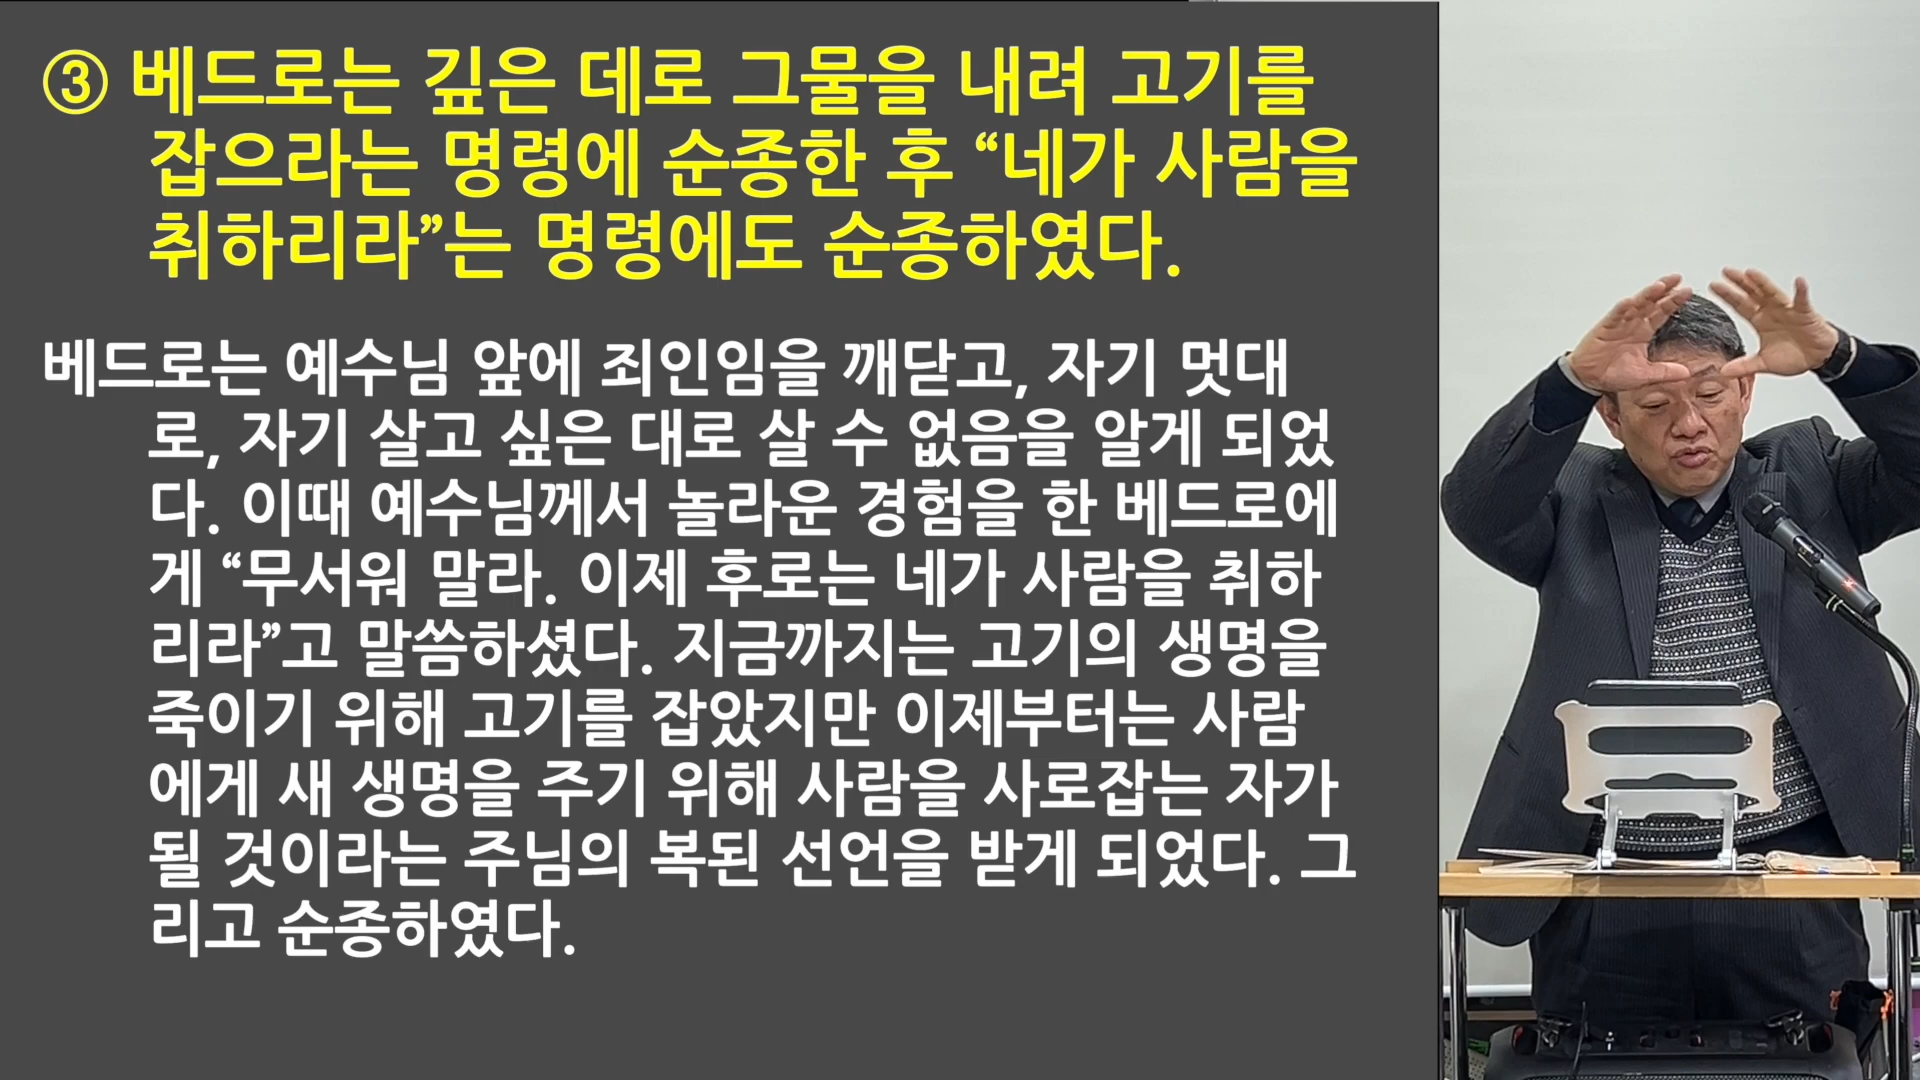 ③ 베드로는 깊은 데로 그물을 내려 고기를
잡으라는 명령에 순종한 후 “네가 사람을
취하리라”는 명령에도 순종하였다.
베드로는 예수님 앞에 죄인임을 깨닫고, 자기 멋대
로, 자기 살고 싶은 대로 살 수 없음을 알게 되었
다. 이때 예수님께서 놀라운 경험을 한 베드로에
게 “무서워 말라. 이제 후로는 네가 사람을 취하
리라”고 말씀하셨다. 지금까지는 고기의 생명을
죽이기 위해 고기를 잡았지만 이제부터는 사람
에게 새 생명을 주기 위해 사람을 사로잡는 자가
될 것이라는 주님의 복된 선언을 받게 되었다. 그
리고 순종하였다.